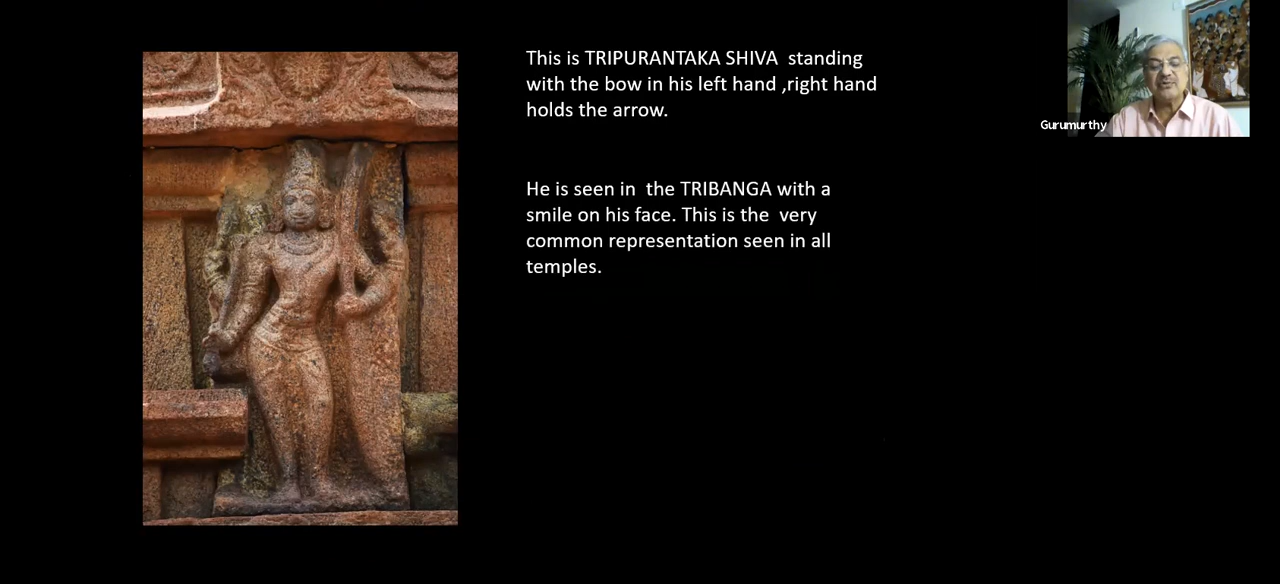 This is TRIPURANTAKA SHIVA  standing
with the bow in his left hand ,right hand
holds the arrow.
He is seen in  the TRIBANGA with a
smile on his face. This is the  very
common representation seen in all
temples.
Gurumurthy